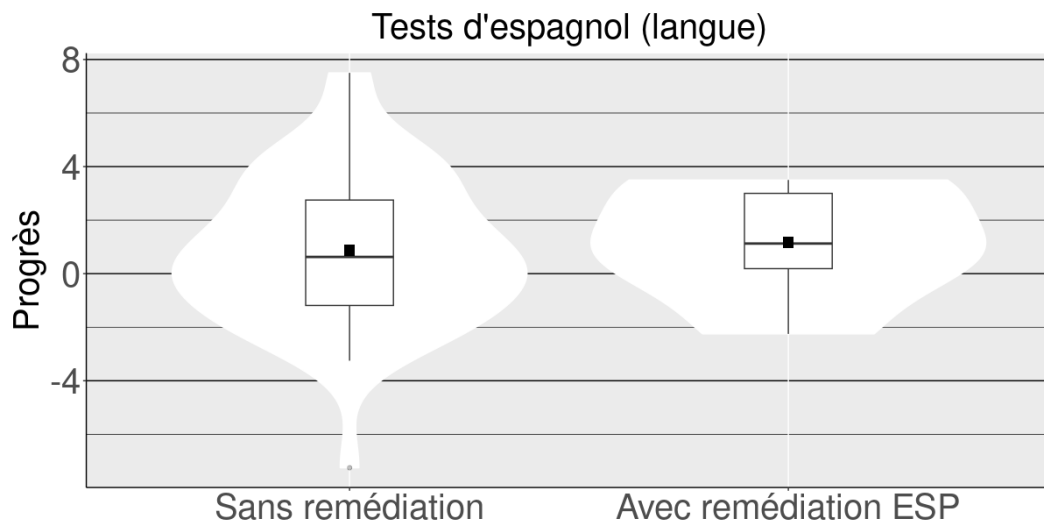 Tests d'espagnol (langue)
8
4
0
-4
Progrès
Sans remédiation
Avec remédiation ESP